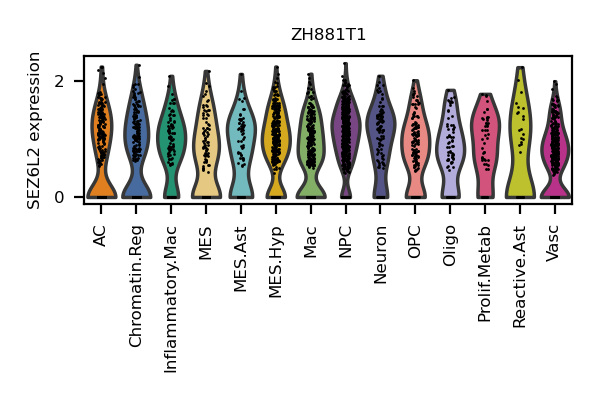 ZH881T1
SEZ6L2 expression
2
0
AC
Chromatin.Reg
Inflammatory.Mac
MES
MES.Ast
MES.Hyp
Mac
NPC
Neuron
OPC
Oligo
Prolif.Metab
Reactive.Ast
Vasc